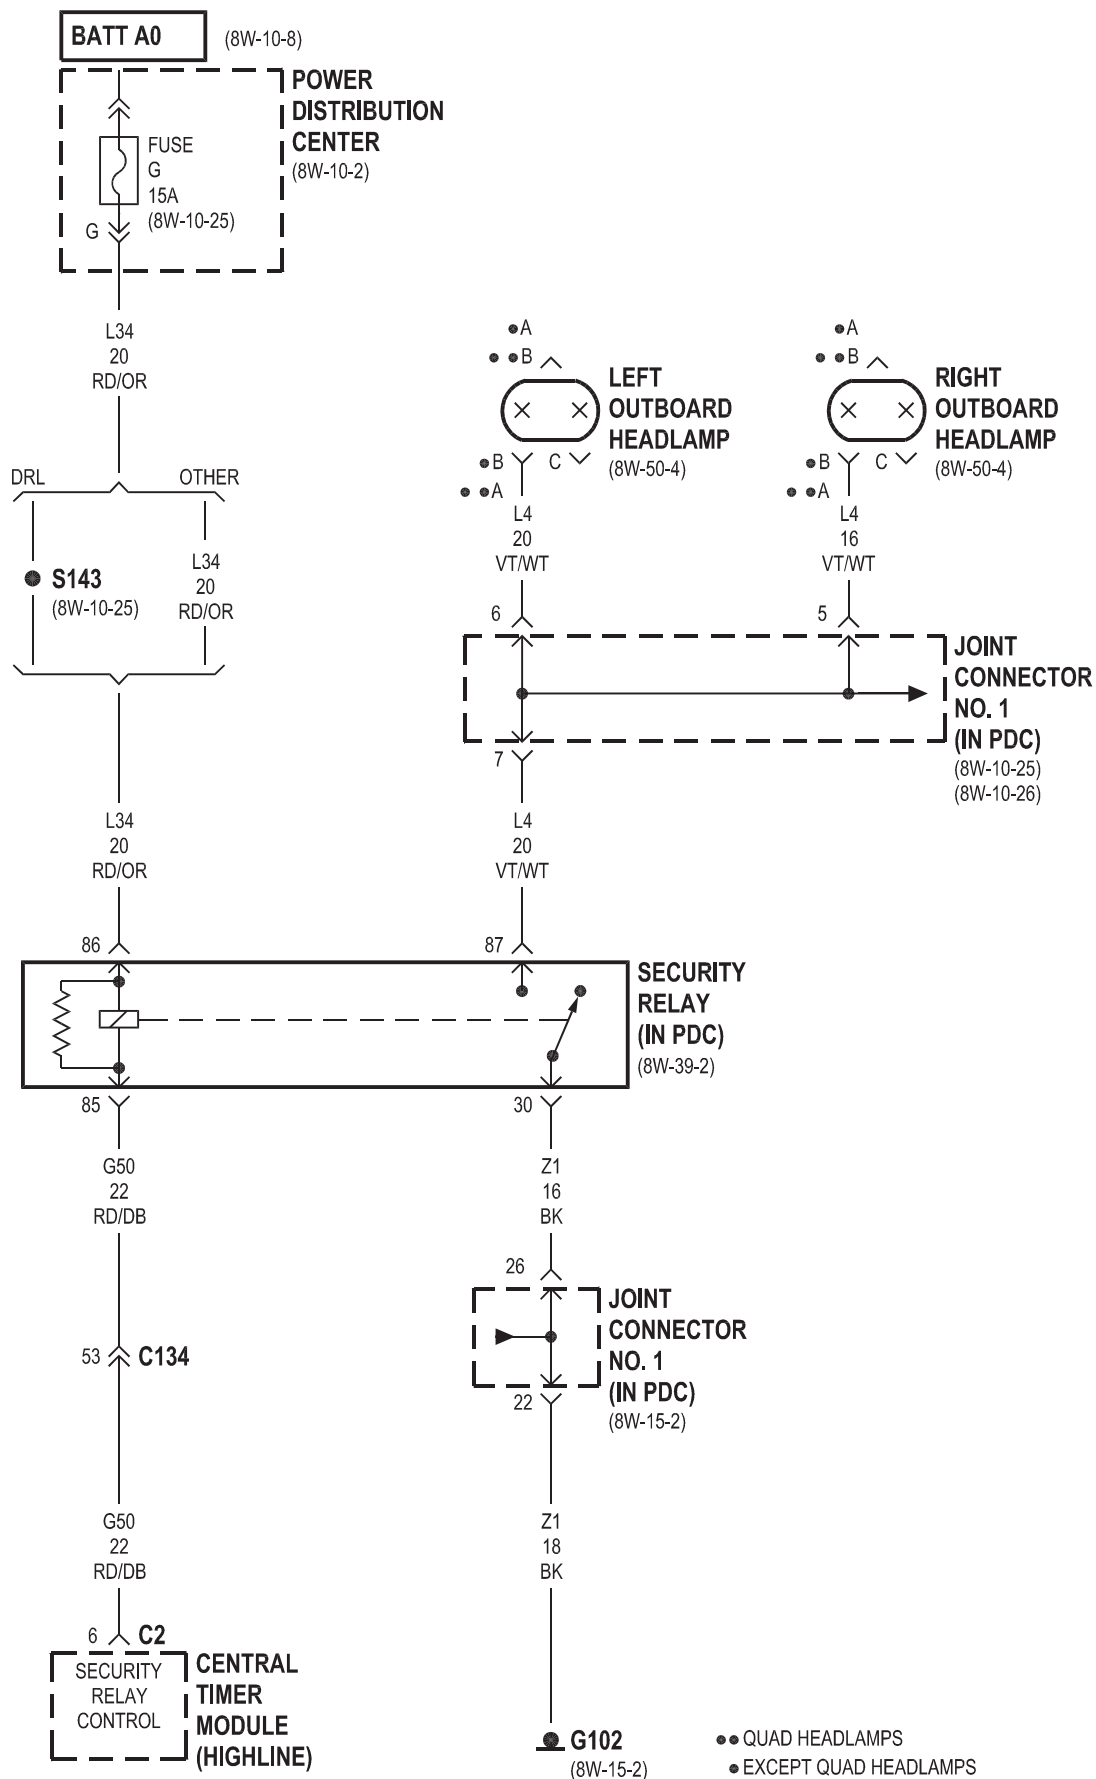 BATT A0
(8W-10-8)
POWER
DISTRIBUTION
CENTER
(8W-10-2)
FUSE
G
15A
(8W-10-25)
G
L34
20
RD/OR
DRL
OTHER
S143
(8W-10-25)
L34
20
RD/OR
L34
20
RD/OR
A
B
LEFT
OUTBOARD
HEADLAMP
(8W-50-4)
B
C
A
L4
20
VT/WT
6
A
B
RIGHT
OUTBOARD
HEADLAMP
(8W-50-4)
B
C
A
L4
16
VT/WT
5
JOINT
CONNECTOR
NO. 1
(IN PDC)
(8W-10-25)
(8W-10-26)
7
L4
20
VT/WT
86
87
SECURITY
RELAY
(IN PDC)
(8W-39-2)
85
30
G50
22
RD/DB
Z1
16
BK
26
JOINT
CONNECTOR
NO. 1
(IN PDC)
(8W-15-2)
22
53
C134
G50
22
RD/DB
Z1
18
BK
6
C2
SECURITY
RELAY
CONTROL
CENTRAL
TIMER
MODULE
(HIGHLINE)
G102
(8W-15-2)
QUAD HEADLAMPS
EXCEPT QUAD HEADLAMPS